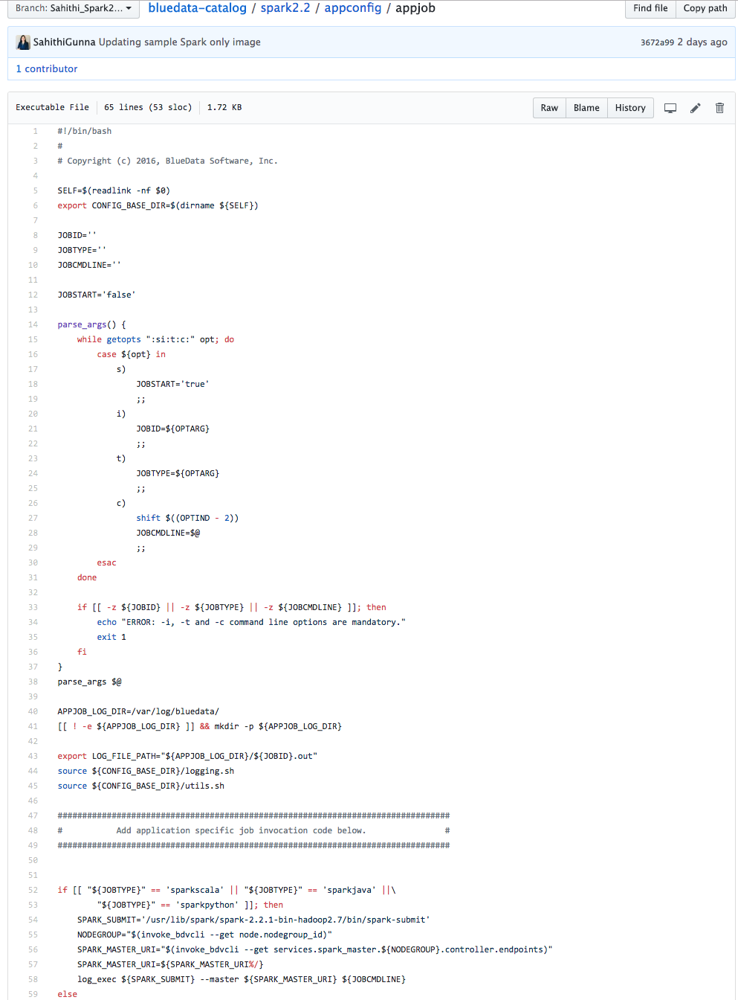 Branch: Sahithi_Spark2... bluedata-catalog / spark2.2 / appconfig / appjob Find file Copy path
SahithiGunna Updating sample Spark only image 3672a99 2 days ago
1 contributor
Executable File 65 lines (53 sloc) 1.72 KB Raw Blame History
1 #!/bin/bash
2 #
3 # Copyright (c) 2016, BlueData Software, Inc.
4
5 SELF=$(readlink -nf $0)
6 export CONFIG_BASE_DIR=$(dirname ${SELF})
7
8 JOBID=''
9 JOBTYPE=''
10 JOBCMDLINE=''
11
12 JOBSTART='false'
13
14 parse_args() {
15 while getopts ":si:t:c:" opt; do
16 case ${opt} in
17 s)
18 JOBSTART='true'
19 ;;
20 i)
21 JOBID=${OPTARG}
22 ;;
23 t)
24 JOBTYPE=${OPTARG}
25 ;;
26 c)
27 shift $((OPTIND - 2))
28 JOBCMDLINE=$@
29 ;;
30 esac
31 done
32
33 if [[ -z ${JOBID} || -z ${JOBTYPE} || -z ${JOBCMDLINE} ]]; then
34 echo "ERROR: -i, -t and -c command line options are mandatory."
35 exit 1
36 fi
37 }
38 parse_args $@
39
40 APPJOB_LOG_DIR=/var/log/bluedata/
41 [[ ! -e ${APPJOB_LOG_DIR} ]] && mkdir -p ${APPJOB_LOG_DIR}
42
43 export LOG_FILE_PATH="${APPJOB_LOG_DIR}/${JOBID}.out"
44 source ${CONFIG_BASE_DIR}/logging.sh
45 source ${CONFIG_BASE_DIR}/utils.sh
46
47 ################################################################################
48 # Add application specific job invocation code below. #
49 ################################################################################
50
51
52 if [[ "${JOBTYPE}" == 'sparkscala' || "${JOBTYPE}" == 'sparkjava' ||\
53 "${JOBTYPE}" == 'sparkpython' ]]; then
54 SPARK_SUBMIT='/usr/lib/spark/spark-2.2.1-bin-hadoop2.7/bin/spark-submit'
55 NODEGROUP="$(invoke_bdvcli --get node.nodegroup_id)"
56 SPARK_MASTER_URI="$(invoke_bdvcli --get services.spark_master.${NODEGROUP}.controller.endpoints)"
57 SPARK_MASTER_URI=${SPARK_MASTER_URI%/}
58 log_exec ${SPARK_SUBMIT} --master ${SPARK_MASTER_URI} ${JOBCMDLINE}
59 else